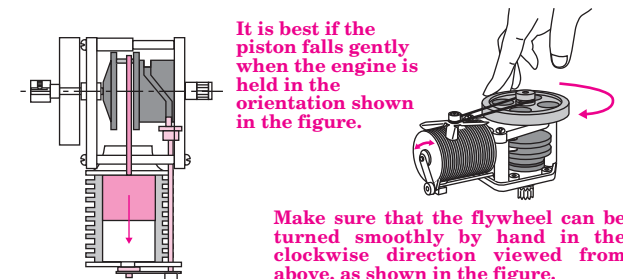 It is best if the
piston falls gently
when the engine is
held in the
orientation shown
in the figure.
Make sure that the flywheel can be
turned smoothly by hand in the
clockwise direction viewed from
above, as shown in the figure.